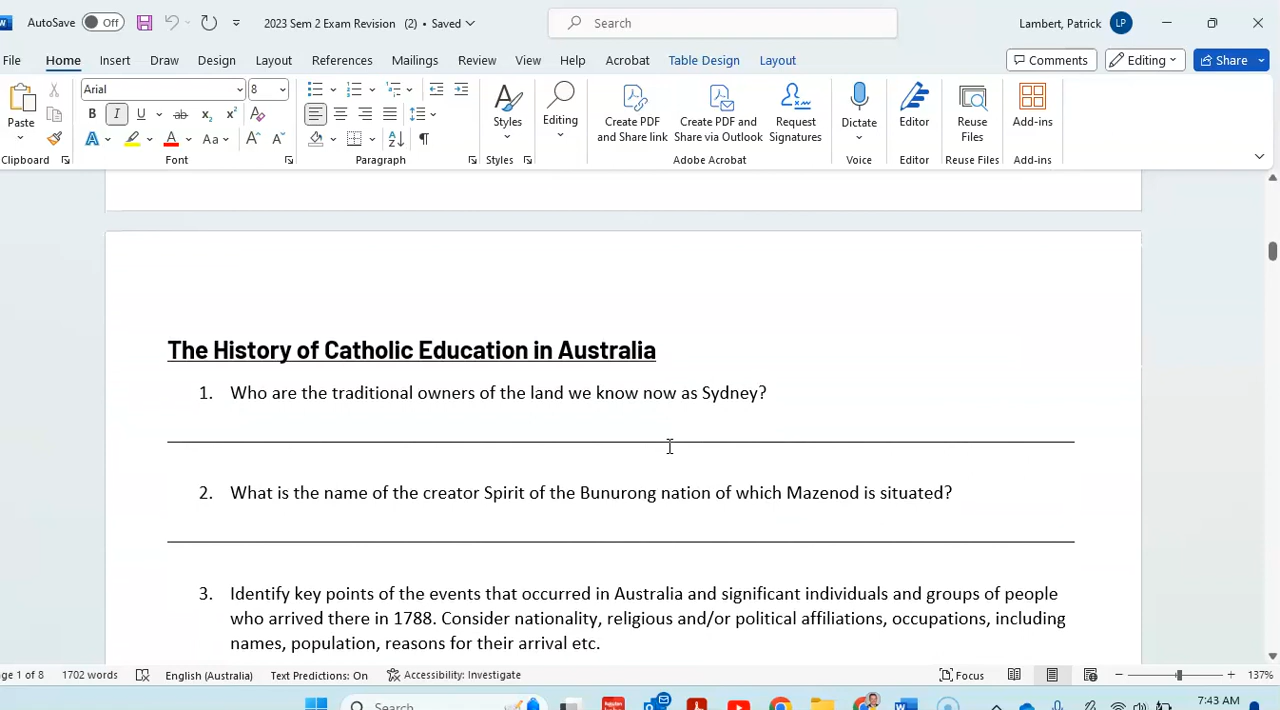 AutoSave Off 2023 Sem 2 Exam Revision (2) • Saved Search Lambert, Patrick LP
File Home Insert Draw Design Layout References Mailings Review View Help Acrobat Table Design Layout Comments Editing Share
Arial 8
Paste Styles Editing Create PDF and Share link Create PDF and Share via Outlook Request Signatures Dictate Editor Reuse Files Add-ins
Clipboard Font Paragraph Styles Adobe Acrobat Voice Editor Reuse Files Add-ins
The History of Catholic Education in Australia
1. Who are the traditional owners of the land we know now as Sydney?
2. What is the name of the creator Spirit of the Bunurong nation of which Mazenod is situated?
3. Identify key points of the events that occurred in Australia and significant individuals and groups of people
who arrived there in 1788. Consider nationality, religious and/or political affiliations, occupations, including
names, population, reasons for their arrival etc.
age 1 of 8 1702 words English (Australia) Text Predictions: On Accessibility: Investigate Focus 137%
Search 7:43 AM